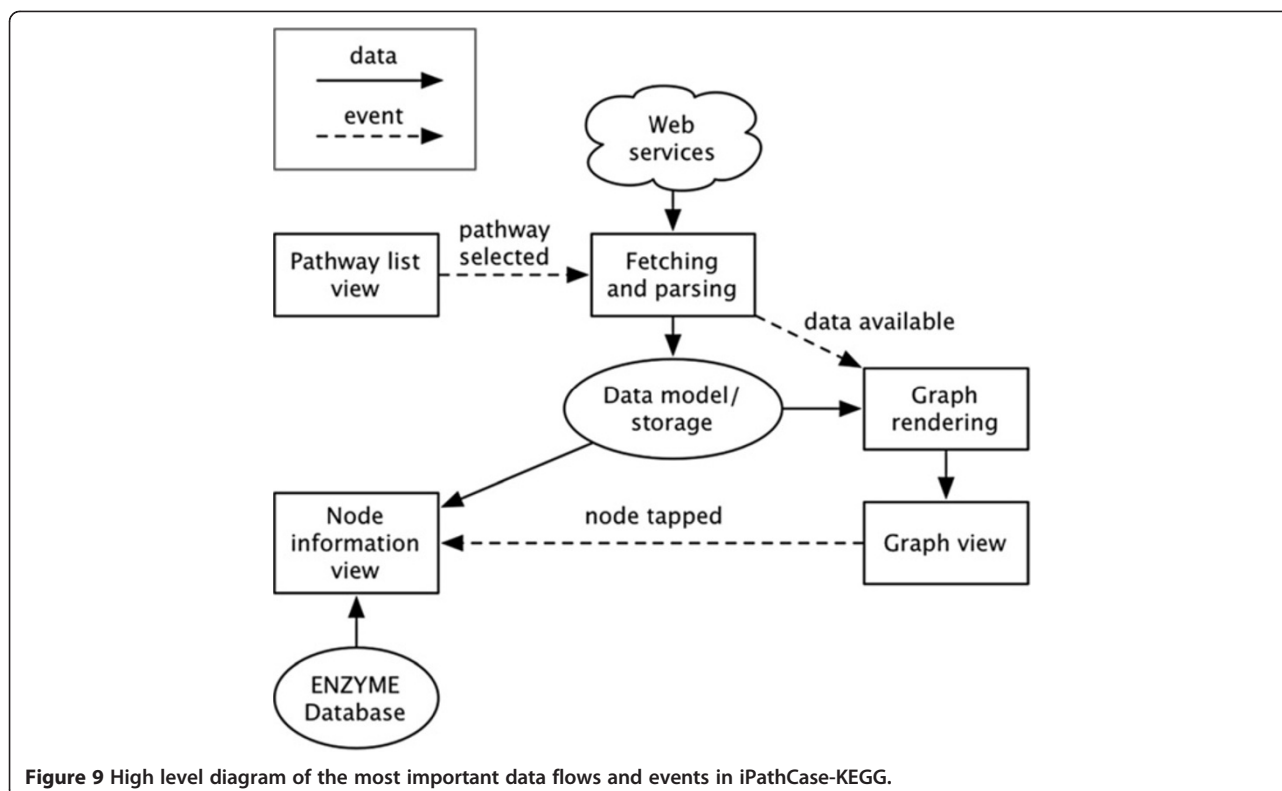 data
event
Web
services
pathway
selected
Pathway list
view
Fetching
and parsing
data available
Data model/
storage
Graph
rendering
Node
information
view
node tapped
Graph view
ENZYME
Database
Figure 9 High level diagram of the most important data flows and events in iPathCase-KEGG.